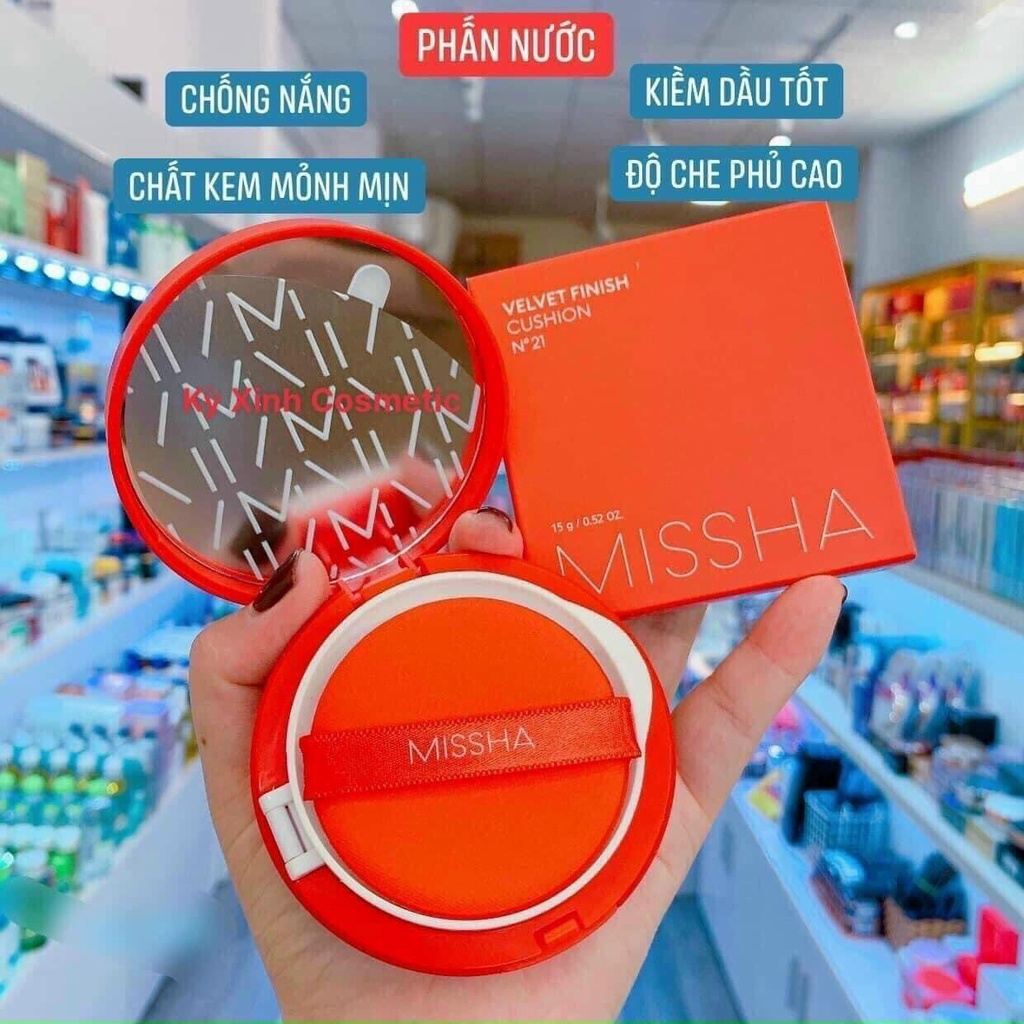 PHẤN NƯỚC
CHỐNG NẮNG
KIỀM DẦU TỐT
CHẤT KEM MỎNH MỊN
ĐỘ CHE PHỦ CAO
VELVET FINISH
CUSHION
N°21
Kỳ Xinh Cosmetic
15 g / 0.52 OZ.
MISSHA
MISSHA